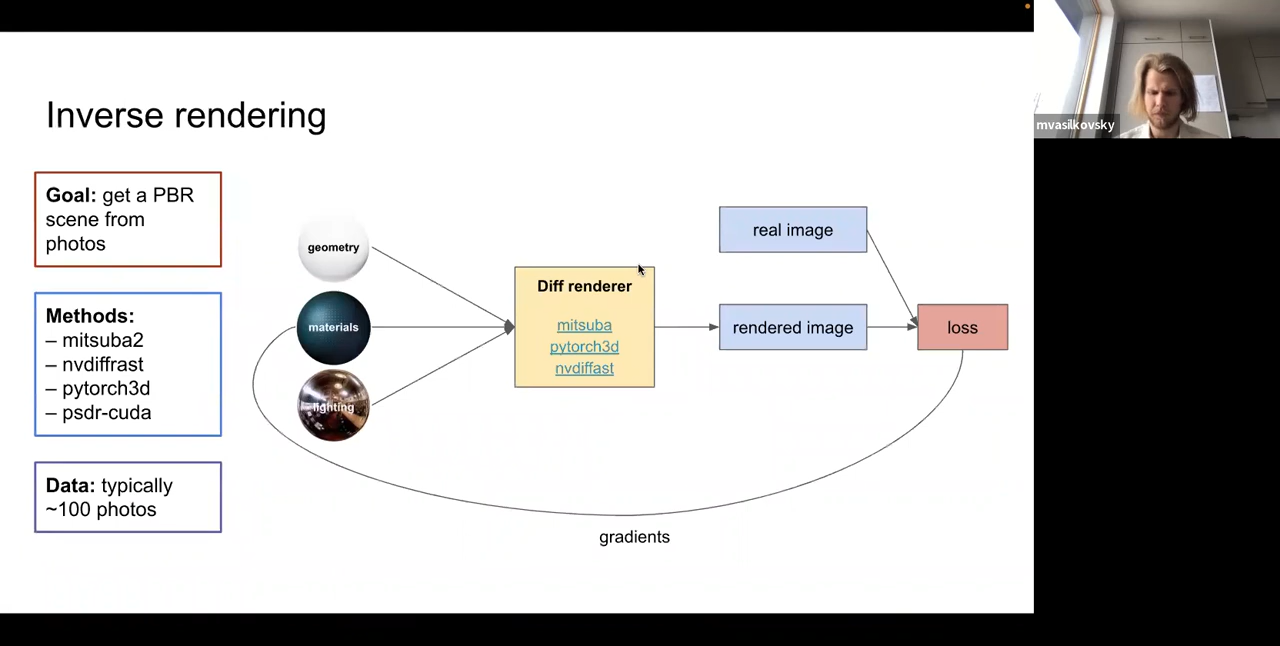 Inverse rendering
Goal: get a PBR
scene from
photos
Methods:
– mitsuba2
– nvdiffrast
– pytorch3d
– psdr-cuda
Data: typically
~100 photos
geometry
materials
lighting
Diff renderer
mitsuba
pytorch3d
nvdiffast
real image
rendered image
loss
gradients
mvasilkovsky